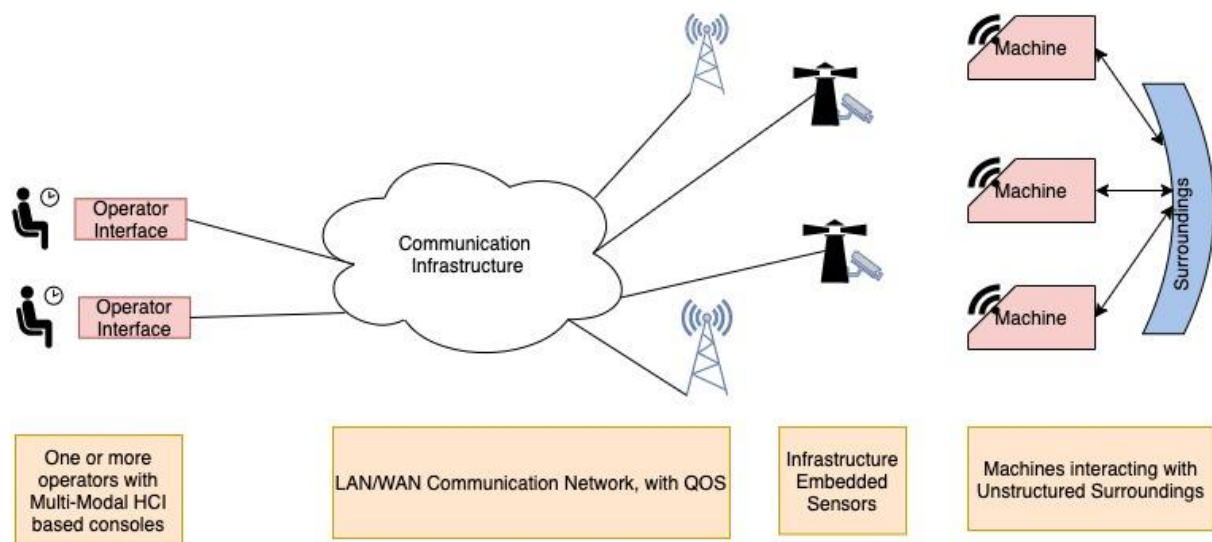 Operator
Interface
Operator
Interface
Communication
Infrastructure
Machine
Machine
Machine
Surroundings
One or more
operators with
Multi-Modal HCI
based consoles
LAN/WAN Communication Network, with QOS
Infrastructure
Embedded
Sensors
Machines interacting with
Unstructured Surroundings